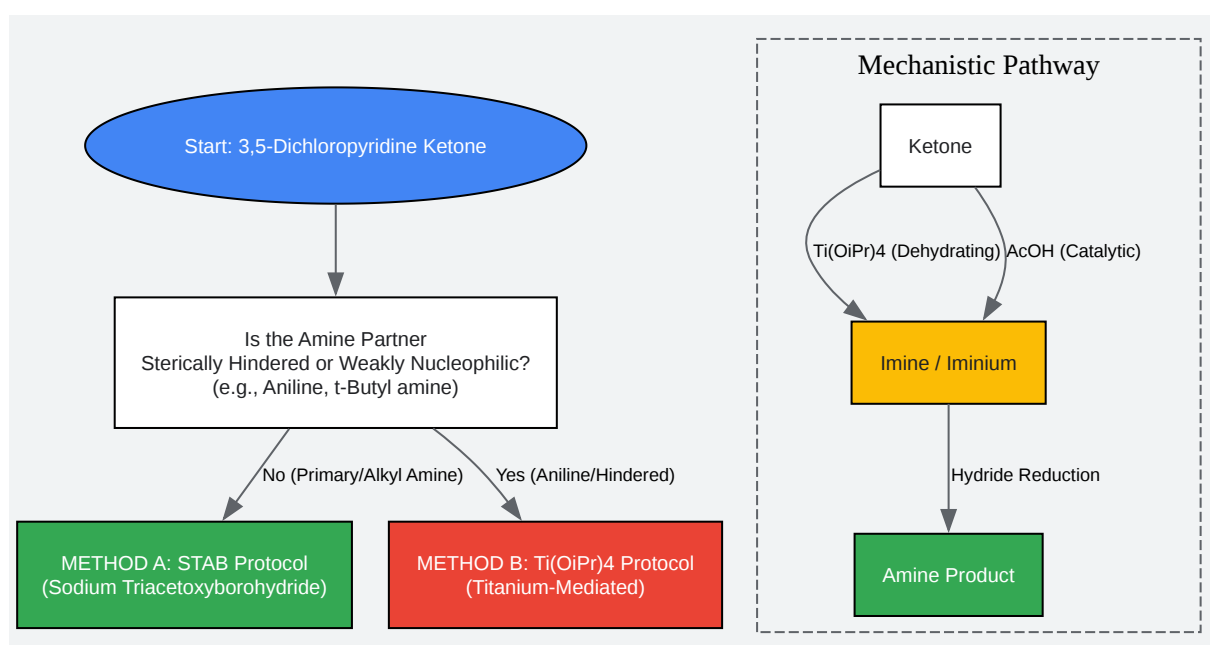 Start: 3,5-Dichloropyridine Ketone
Is the Amine Partner
Sterically Hindered or Weakly Nucleophilic?
(e.g., Aniline, t-Butyl amine)
No (Primary/Alkyl Amine)
Yes (Aniline/Hindered)
METHOD A: STAB Protocol
(Sodium Triacetoxyborohydride)
METHOD B: Ti(OiPr)4 Protocol
(Titanium-Mediated)
Mechanistic Pathway
Ketone
Ti(OiPr)4 (Dehydrating)
AcOH (Catalytic)
Imine / Iminium
Hydride Reduction
Amine Product